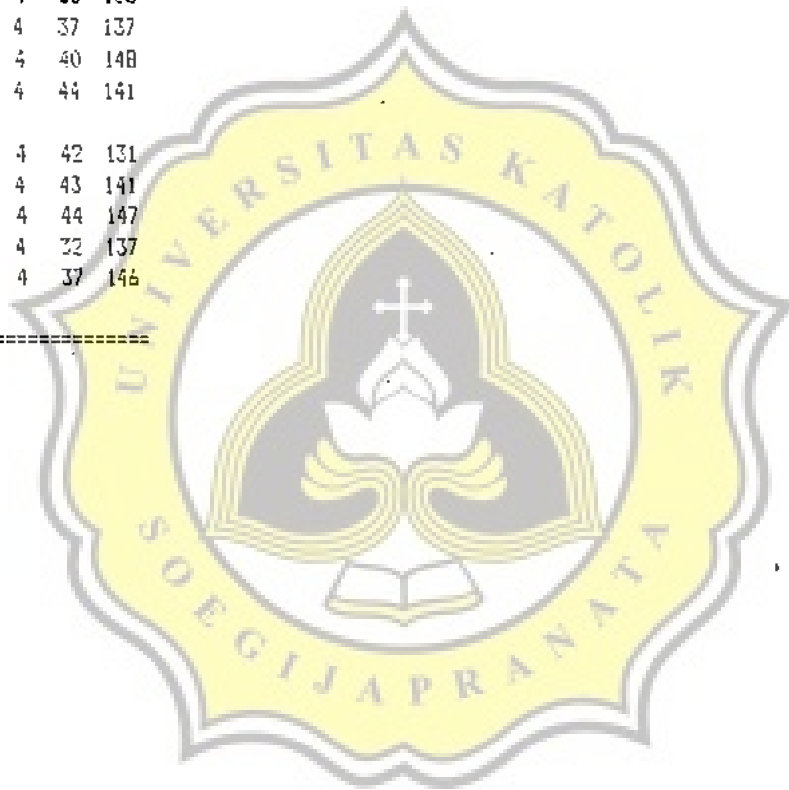 4 37 137
4 40 148
4 44 141
4 42 131
4 43 141
4 44 147
4 32 137
4 37 146
==============
UNIVERSITAS KATOLIK
SOEGIJAPRANATA